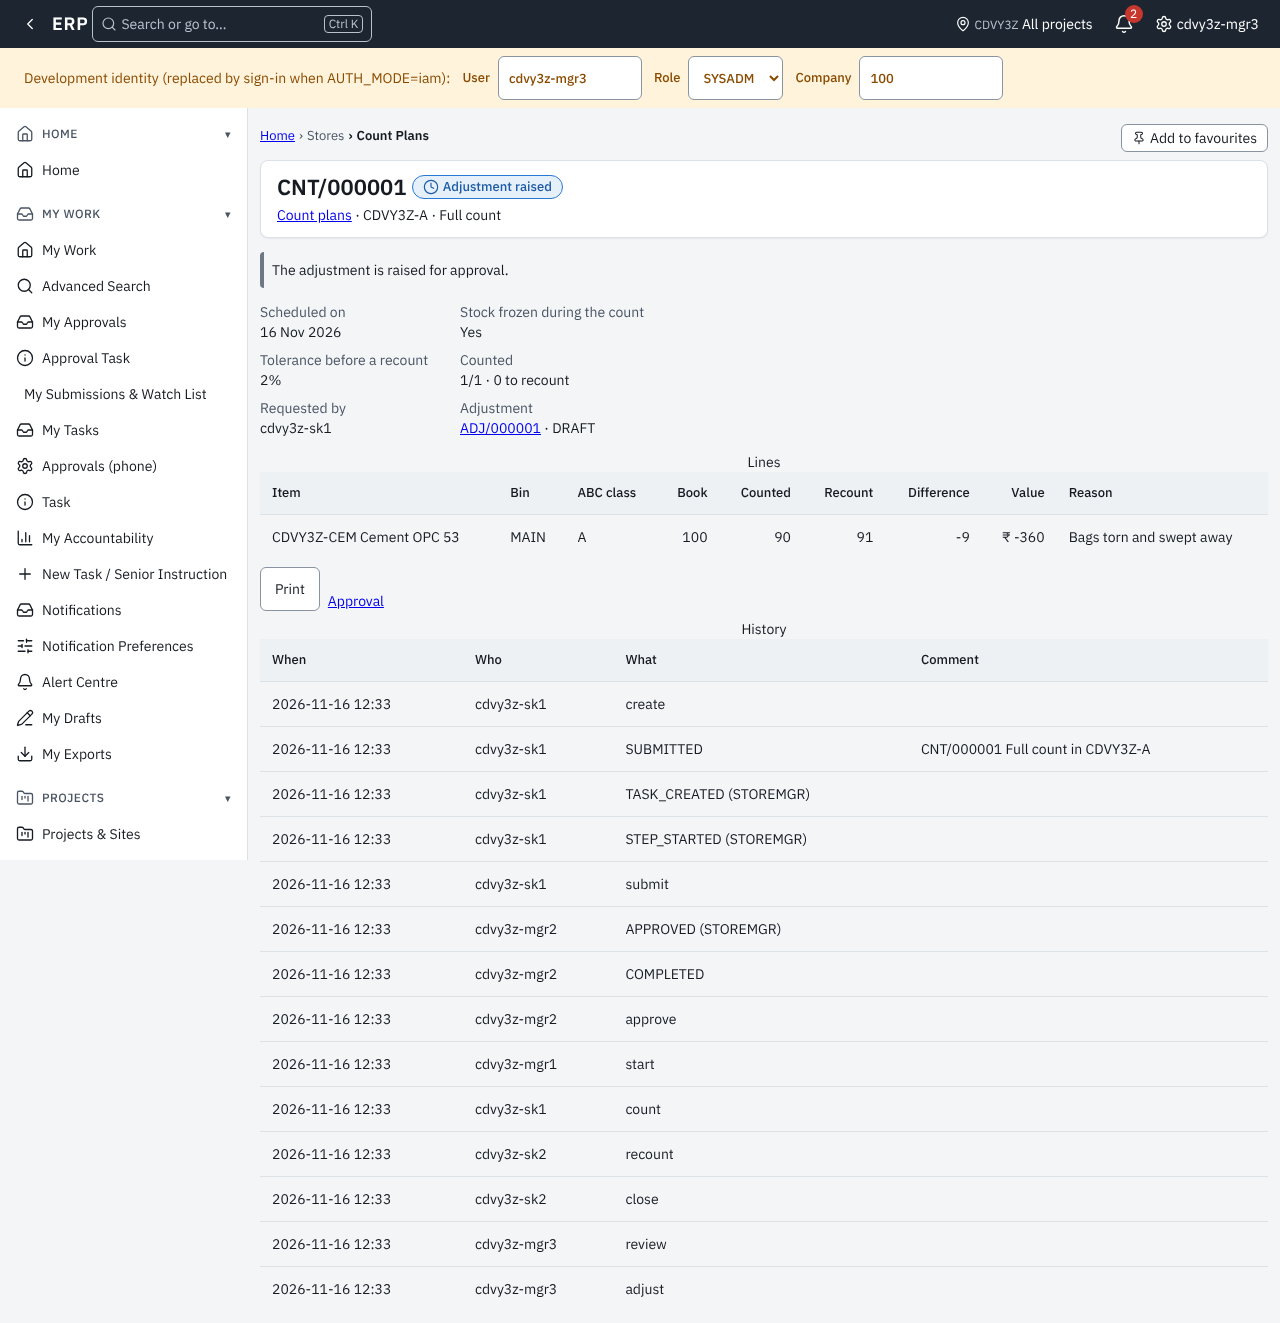 ERP
Search or go to... Ctrl K
CDVY3Z All projects
2
cdvy3z-mgr3
Development identity (replaced by sign-in when AUTH_MODE=iam): User cdvy3z-mgr3 Role SYSADM Company 100
HOME
Home
MY WORK
My Work
Advanced Search
My Approvals
Approval Task
My Submissions & Watch List
My Tasks
Approvals (phone)
Task
My Accountability
New Task / Senior Instruction
Notifications
Notification Preferences
Alert Centre
My Drafts
My Exports
PROJECTS
Projects & Sites
Home › Stores › Count Plans
Add to favourites
CNT/000001 Adjustment raised
Count plans · CDVY3Z-A · Full count
The adjustment is raised for approval.
Scheduled on
16 Nov 2026
Stock frozen during the count
Yes
Tolerance before a recount
2%
Counted
1/1 · 0 to recount
Requested by
cdvy3z-sk1
Adjustment
ADJ/000001 · DRAFT
Lines
Item Bin ABC class Book Counted Recount Difference Value Reason
CDVY3Z-CEM Cement OPC 53 MAIN A 100 90 91 -9 ₹ -360 Bags torn and swept away
Print Approval
History
When Who What Comment
2026-11-16 12:33 cdvy3z-sk1 create
2026-11-16 12:33 cdvy3z-sk1 SUBMITTED CNT/000001 Full count in CDVY3Z-A
2026-11-16 12:33 cdvy3z-sk1 TASK_CREATED (STOREMGR)
2026-11-16 12:33 cdvy3z-sk1 STEP_STARTED (STOREMGR)
2026-11-16 12:33 cdvy3z-sk1 submit
2026-11-16 12:33 cdvy3z-mgr2 APPROVED (STOREMGR)
2026-11-16 12:33 cdvy3z-mgr2 COMPLETED
2026-11-16 12:33 cdvy3z-mgr2 approve
2026-11-16 12:33 cdvy3z-mgr1 start
2026-11-16 12:33 cdvy3z-sk1 count
2026-11-16 12:33 cdvy3z-sk2 recount
2026-11-16 12:33 cdvy3z-sk2 close
2026-11-16 12:33 cdvy3z-mgr3 review
2026-11-16 12:33 cdvy3z-mgr3 adjust